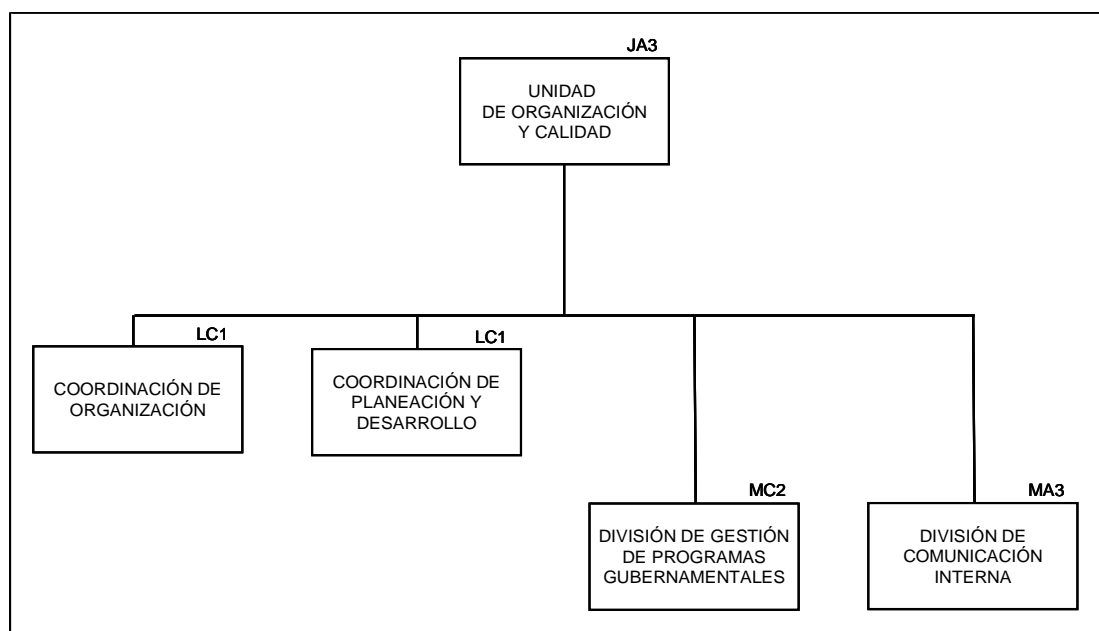 JA3
UNIDAD
DE ORGANIZACIÓN
Y CALIDAD
LC1
COORDINACIÓN DE
ORGANIZACIÓN
LC1
COORDINACIÓN DE
PLANEACIÓN Y
DESARROLLO
MC2
DIVISIÓN DE GESTIÓN
DE PROGRAMAS
GUBERNAMENTALES
MA3
DIVISIÓN DE
COMUNICACIÓN
INTERNA